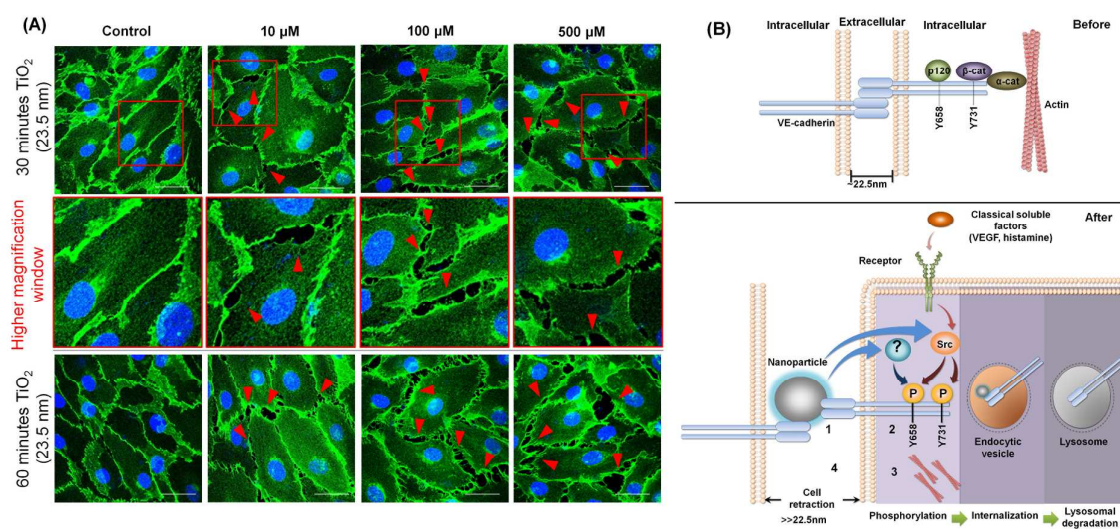 (A)
Control
10 µM
100 µM
500 µM
30 minutes TiO2
(23.5 nm)
Higher magnification
window
60 minutes TiO2
(23.5 nm)
(B)
Intracellular
Extracellular
Intracellular
Before
p120
β-cat
α-cat
VE-cadherin
Y658
Y731
Actin
~22.5nm
After
Classical soluble
factors
(VEGF, histamine)
Receptor
Nanoparticle
?
Src
P
P
1
2
Y658
Y731
Endocytic
vesicle
Lysosome
4
3
Cell
retraction
>>22.5nm
Phosphorylation
Internalization
Lysosomal
degradation